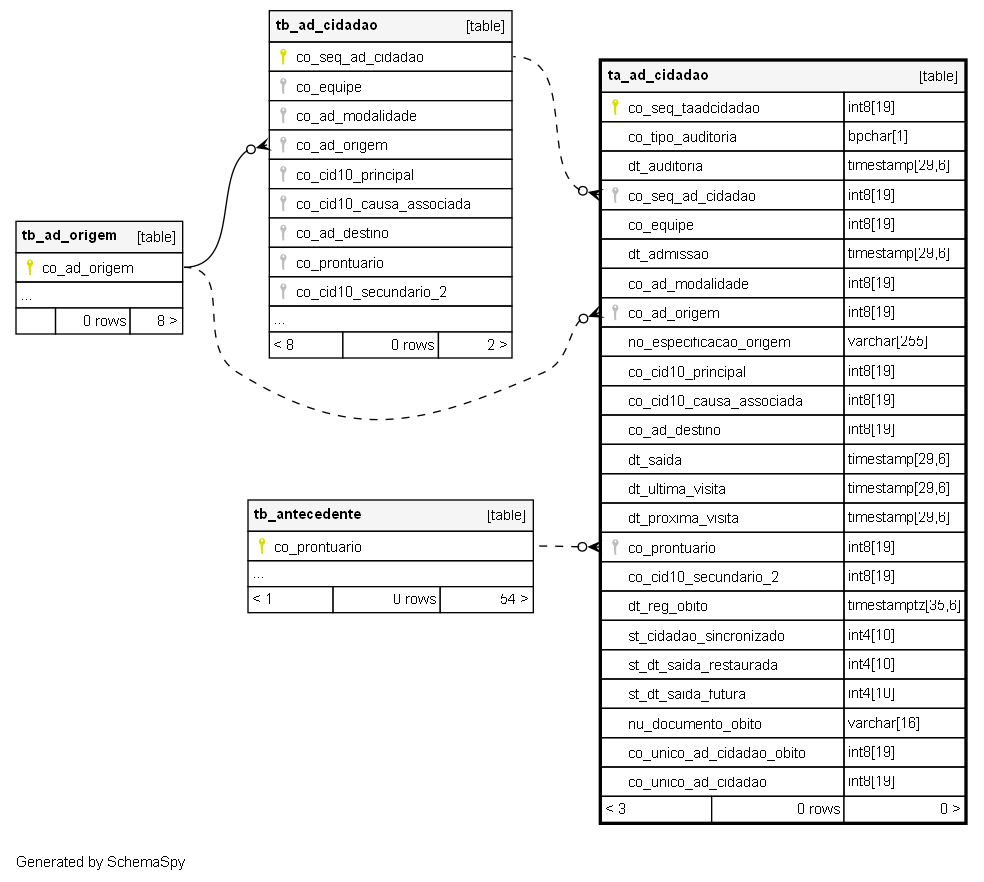 tb_ad_cidadao [table]
co_seq_ad_cidadao
co_equipe
co_ad_modalidade
co_ad_origem
co_cid10_principal
co_cid10_causa_associada
co_ad_destino
co_prontuario
co_cid10_secundario_2
...
< 8 0 rows 2 >
tb_ad_origem [table]
co_ad_origem
...
0 rows 8 >
tb_antecedente [table]
co_prontuario
...
< 1 0 rows 54 >
ta_ad_cidadao [table]
co_seq_taadcidadao int8[19]
co_tipo_auditoria bpchar[1]
dt_auditoria timestamp[29,6]
co_seq_ad_cidadao int8[19]
co_equipe int8[19]
dt_admissao timestamp[29,6]
co_ad_modalidade int8[19]
co_ad_origem int8[19]
no_especificacao_origem varchar[255]
co_cid10_principal int8[19]
co_cid10_causa_associada int8[19]
co_ad_destino int8[19]
dt_saida timestamp[29,6]
dt_ultima_visita timestamp[29,6]
dt_proxima_visita timestamp[29,6]
co_prontuario int8[19]
co_cid10_secundario_2 int8[19]
dt_reg_obito timestamptz[35,6]
st_cidadao_sincronizado int4[10]
st_dt_saida_restaurada int4[10]
st_dt_saida_futura int4[10]
nu_documento_obito varchar[16]
co_unico_ad_cidadao_obito int8[19]
co_unico_ad_cidadao int8[19]
< 3 0 rows 0 >
Generated by SchemaSpy